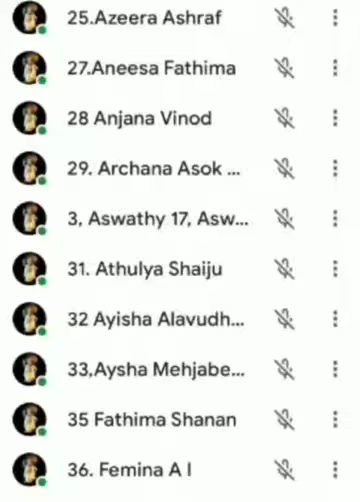 25.Azeera Ashraf
27.Aneesa Fathima
28 Anjana Vinod
29. Archana Asok ...
3, Aswathy 17, Asw...
31. Athulya Shaiju
32 Ayisha Alavudh...
33,Aysha Mehjabe...
35 Fathima Shanan
36. Femina A I